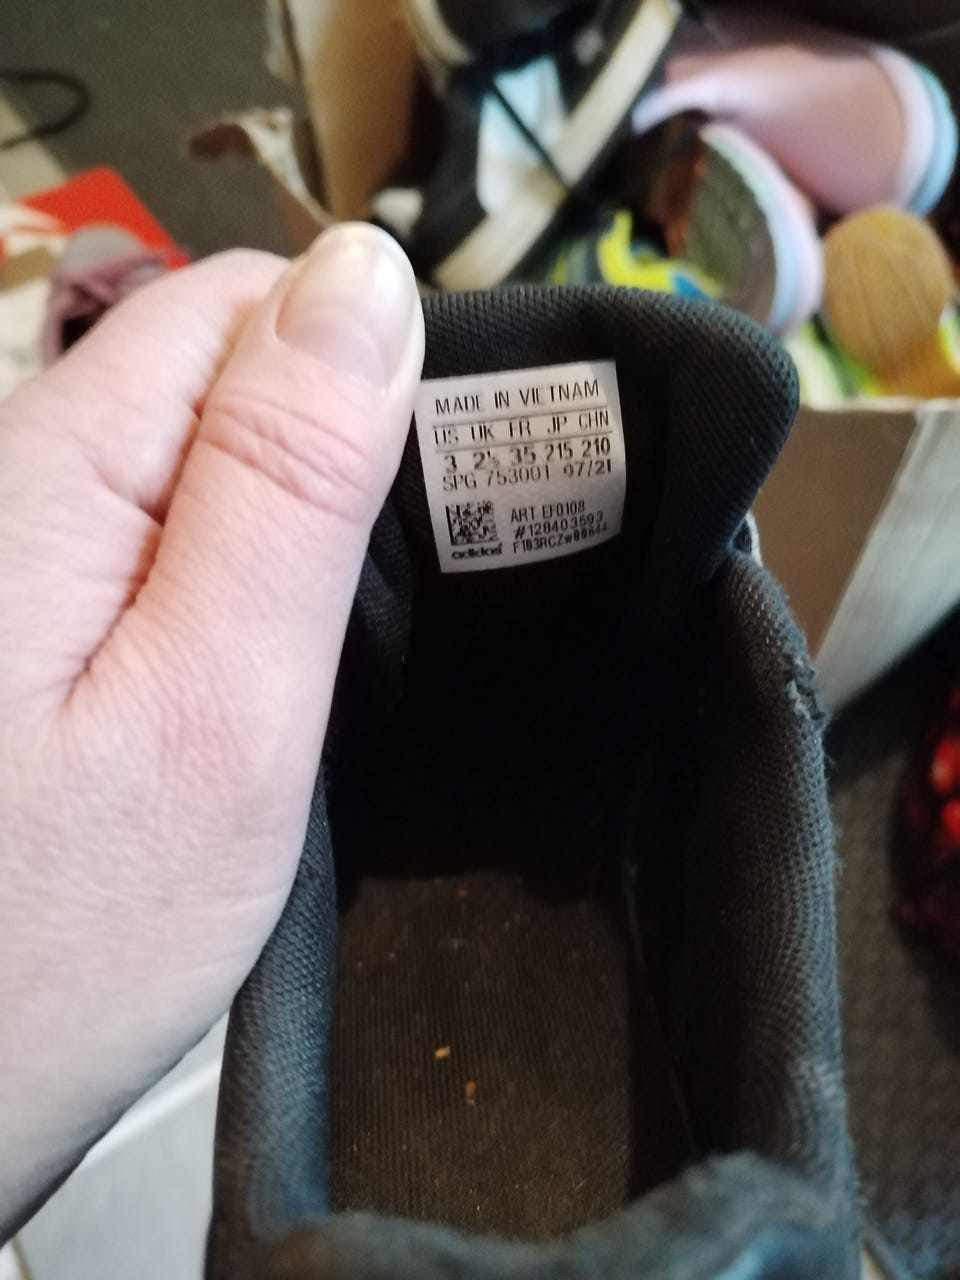 MADE IN VIETNAM
US UK FR JP CHN
3 2½ 35 215 210
SPG 753001 07/21
ART EF0108
#128403593
F103RCZW00644
adidas